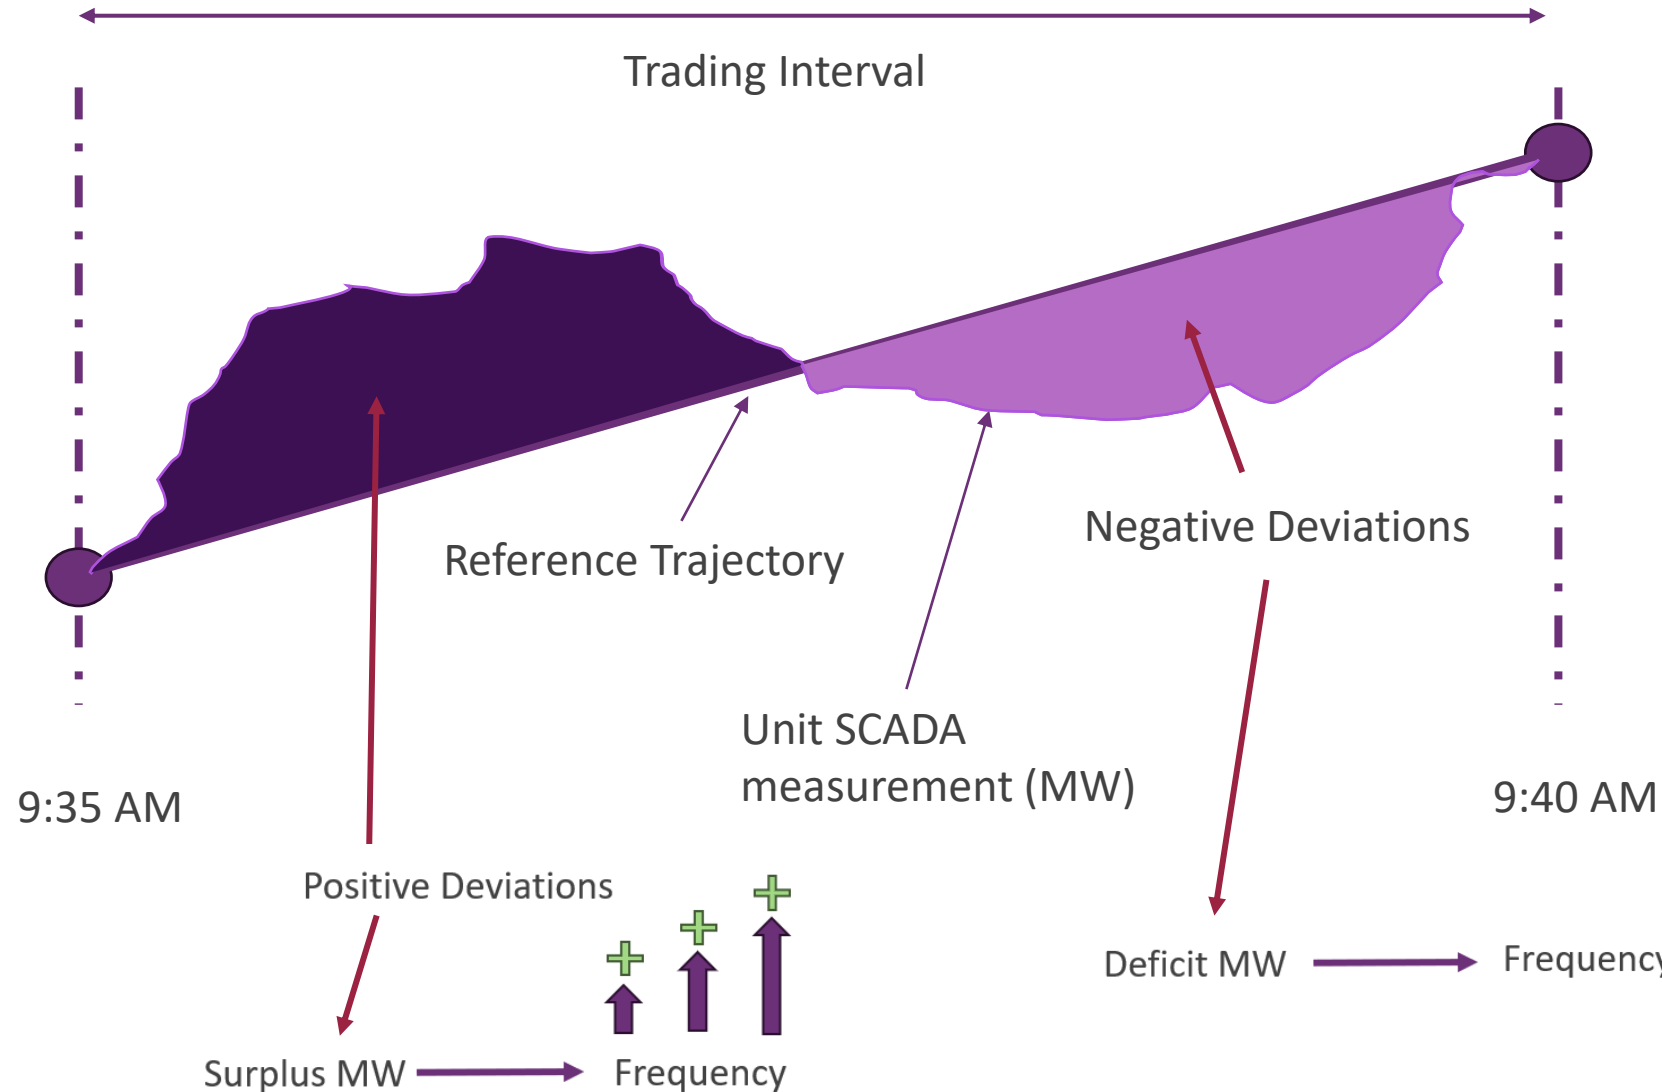 Trading Interval
Reference Trajectory
Negative Deviations
Unit SCADA
measurement (MW)
9:35 AM
9:40 AM
Positive Deviations
Deficit MW
Frequency
Surplus MW
Frequency